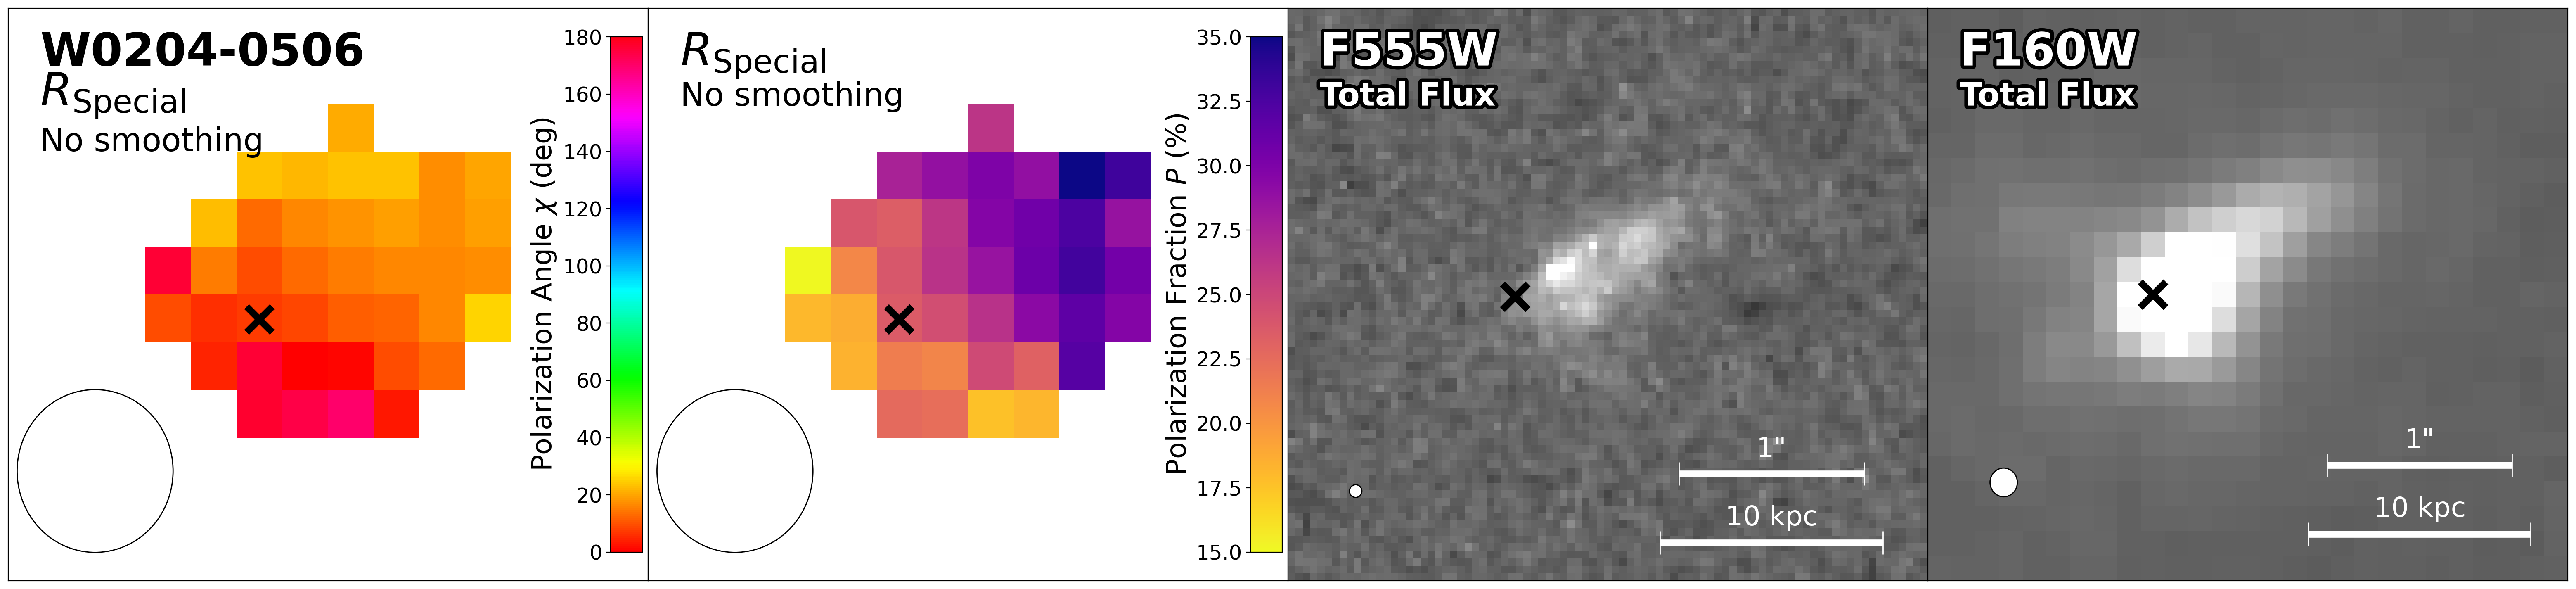 W0204-0506
R_Special
No smoothing
180
160
140
120
100
80
60
40
20
0
Polarization Angle χ (deg)
R_Special
No smoothing
35.0
32.5
30.0
27.5
25.0
22.5
20.0
17.5
15.0
Polarization Fraction P (%)
F555W
Total Flux
1"
10 kpc
F160W
Total Flux
1"
10 kpc